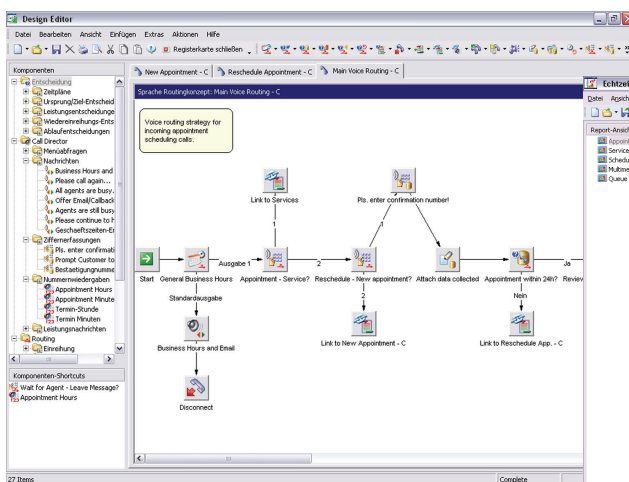 Design Editor
Datei Bearbeiten Ansicht Einfügen Extras Aktionen Hilfe
Registerkarte schließen
Komponenten
Entscheidung
Zeitpläne
Ursprung/Ziel-Entscheid
Leistungsentscheidunge
Wiedereinreihungs-Ents
Ablaufentscheidungen
Call Director
Menüabfragen
Nachrichten
Business Hours and
Please call again...
All agents are busy.
Offer Email/Callback
Agents are still busy
Please continue to h
Geschaeftszeiten-Er
Ziffernerfassungen
Pls. enter confirmati
Prompt Customer to
Bestaetigungnumme
Nummernwiedergaben
Appointment Hours
Appointment Minute
Termin-Stunde
Termin Minuten
Leistungsnachrichten
Routing
Einreihung
Komponenten-Shortcuts
Wait for Agent - Leave Message?
Appointment Hours
27 Items
New Appointment - C
Reschedule Appointment - C
Main Voice Routing - C
Sprache Routingkonzept: Main Voice Routing - C
Voice routing strategy for
incoming appointment
scheduling calls.
Link to Services
Pls. enter confirmation number!
1
1
Start
Ausgabe 1
2
Ja
General Business Hours
Appointment - Service?
Reschedule - New appointment?
Attach data collected
Appointment within 24h?
Review
Standardausgabe
2
Nein
Business Hours and Email
Link to New Appointment - C
Link to Reschedule App. - C
Disconnect
Complete
Echtzei
Datei Ansich
Report-Ansich
Appoint
Service
Schedu
Multime
Queue